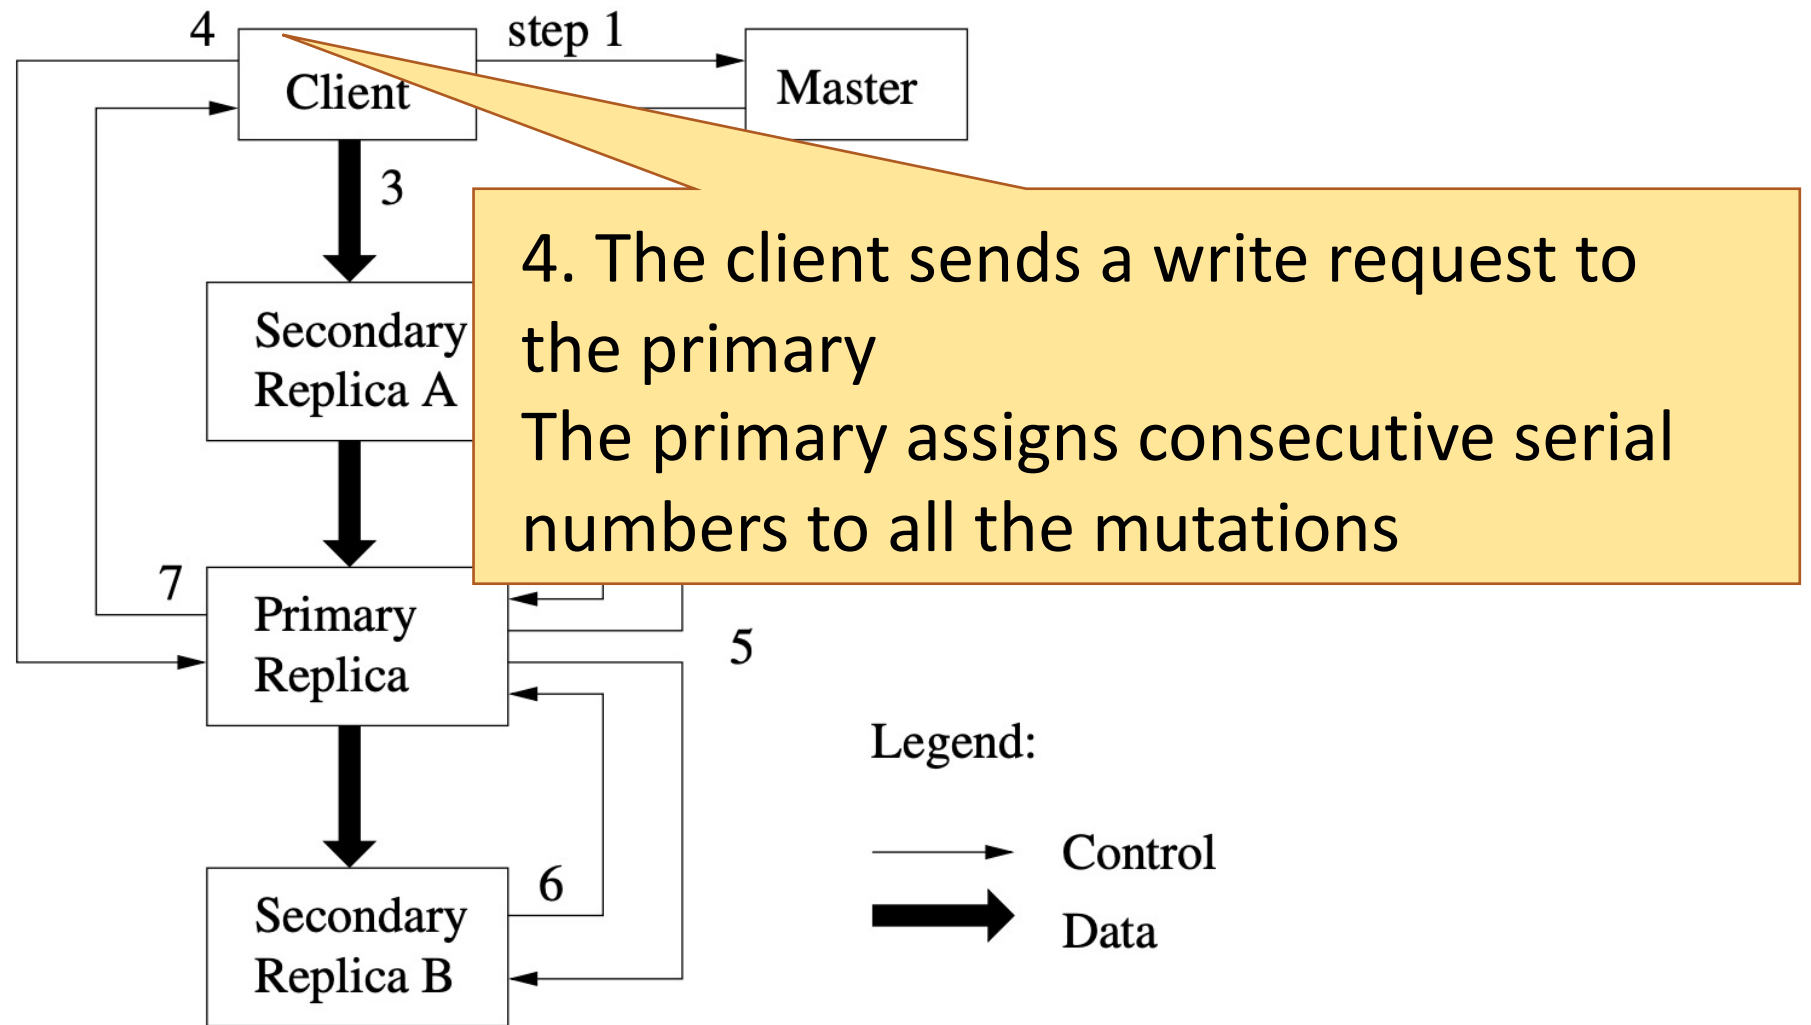 4
step 1
Client
Master
3
4. The client sends a write request to
the primary
The primary assigns consecutive serial
numbers to all the mutations
Secondary
Replica A
7
Primary
Replica
5
Legend:
Control
Data
6
Secondary
Replica B